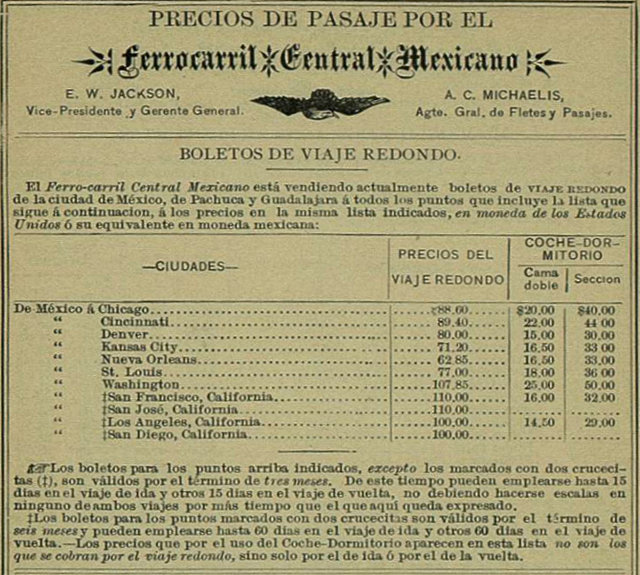 PRECIOS DE PASAJE POR EL
Ferrocarril Central Mexicano
E. W. JACKSON,
Vice-Presidente y Gerente General.
A. C. MICHAELIS,
Agte. Gral. de Fletes y Pasajes.
BOLETOS DE VIAJE REDONDO.
El Ferro-carril Central Mexicano está vendiendo actualmente boletos de VIAJE REDONDO
de la ciudad de México, de Pachuca y Guadalajara á todos los puntos que incluye la lista que
sigue á continuacion, á los precios en la misma lista indicados, en moneda de los Estados
Unidos ó su equivalente en moneda mexicana:
—CIUDADES— PRECIOS DEL VIAJE REDONDO COCHE-DORMITORIO Cama doble Seccion
De México á Chicago $88.60 $20,00 $40,00
“ Cincinnati 89.40 22,00 44 00
“ Denver 80.00 15,00 30,00
“ Kansas City 71.20 16,50 33 00
“ Nueva Orleans 62.85 16,50 33,00
“ St. Louis 77.00 18,00 36 00
“ Washington 107.85 25,00 50,00
“ ‡San Francisco, California 110.00 16,00 32,00
“ ‡San José, California 110.00
“ ‡Los Angeles, California 100.00 14,50 29,00
“ ‡San Diego, California 100.00
☞Los boletos para los puntos arriba indicados, excepto los marcados con dos cruceci-
tas (‡), son válidos por el término de tres meses. De este tiempo pueden emplearse hasta 15
dias en el viaje de ida y otros 15 dias en el viaje de vuelta, no debiendo hacerse escalas en
ninguno de ambos viajes por más tiempo que el que aquí queda expresado.
‡Los boletos para los puntos marcados con dos crucecitas son válidos por el término de
seis meses y pueden emplearse hasta 60 dias en el viaje de ida y otros 60 dias en el viaje de
vuelta.—Los precios que por el uso del Coche-Dormitorio aparecen en esta lista no son los
que se cobran por el viaje redondo, sino solo por el de ida ó por el de la vuelta.